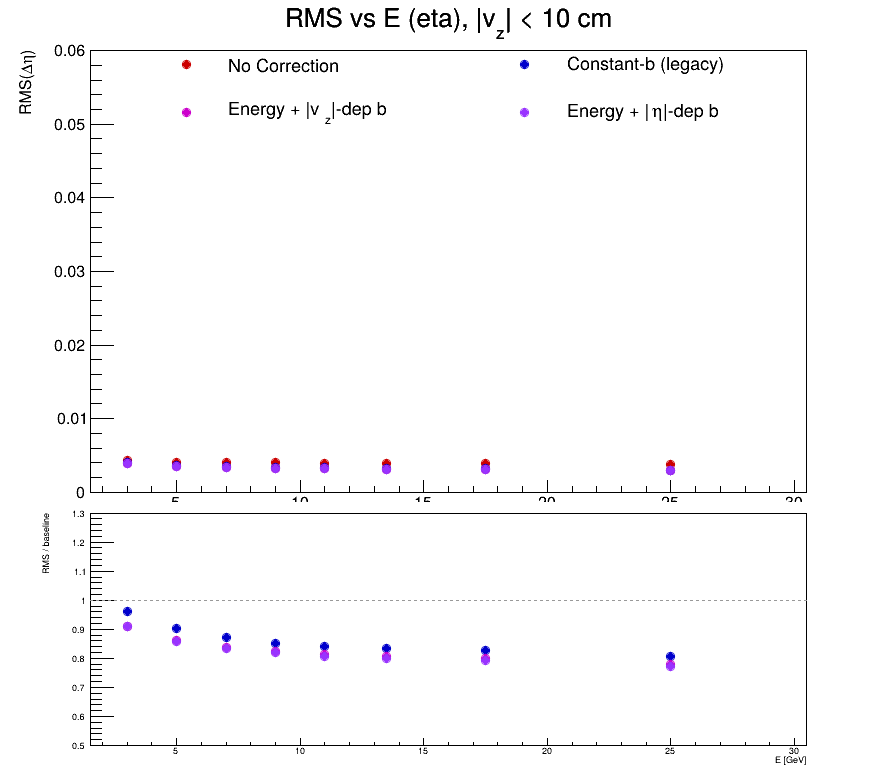 RMS vs E (eta), |v_z| < 10 cm
RMS(Δη)
0.06
0.05
0.04
0.03
0.02
0.01
0
No Correction
Constant-b (legacy)
Energy + |v_z|-dep b
Energy + |η|-dep b
5 10 15 20 25 30
RMS / baseline
1.3
1.2
1.1
1
0.9
0.8
0.7
0.6
0.5
5 10 15 20 25 30
E [GeV]